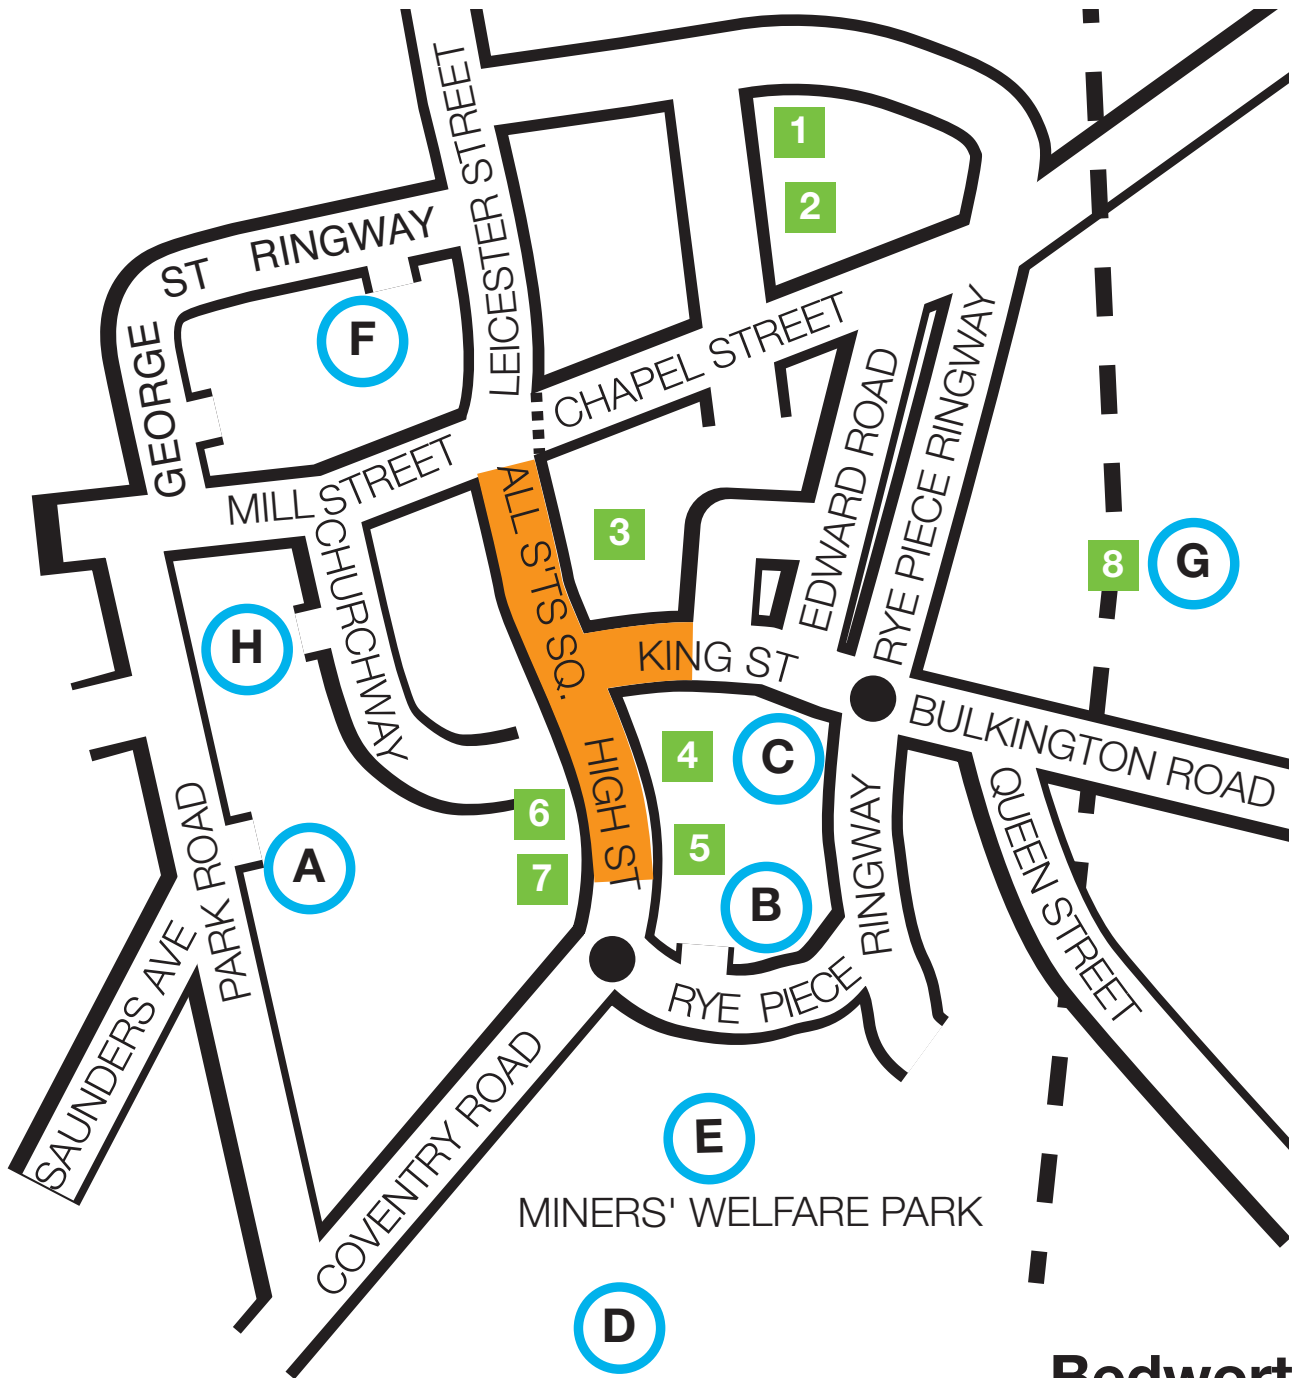 LEICESTER STREET
1
2
ST RINGWAY
GEORGE
F
CHAPEL STREET
EDWARD ROAD
RYE PIECE RINGWAY
MILL STREET
ALL S'TS SQ.
3
8
G
CHURCHWAY
H
KING ST
BULKINGTON ROAD
HIGH ST
4
C
QUEEN STREET
6
5
7
B
RINGWAY
A
PARK ROAD
SAUNDERS AVE
RYE PIECE
COVENTRY ROAD
E
MINERS' WELFARE PARK
D
Bedwort